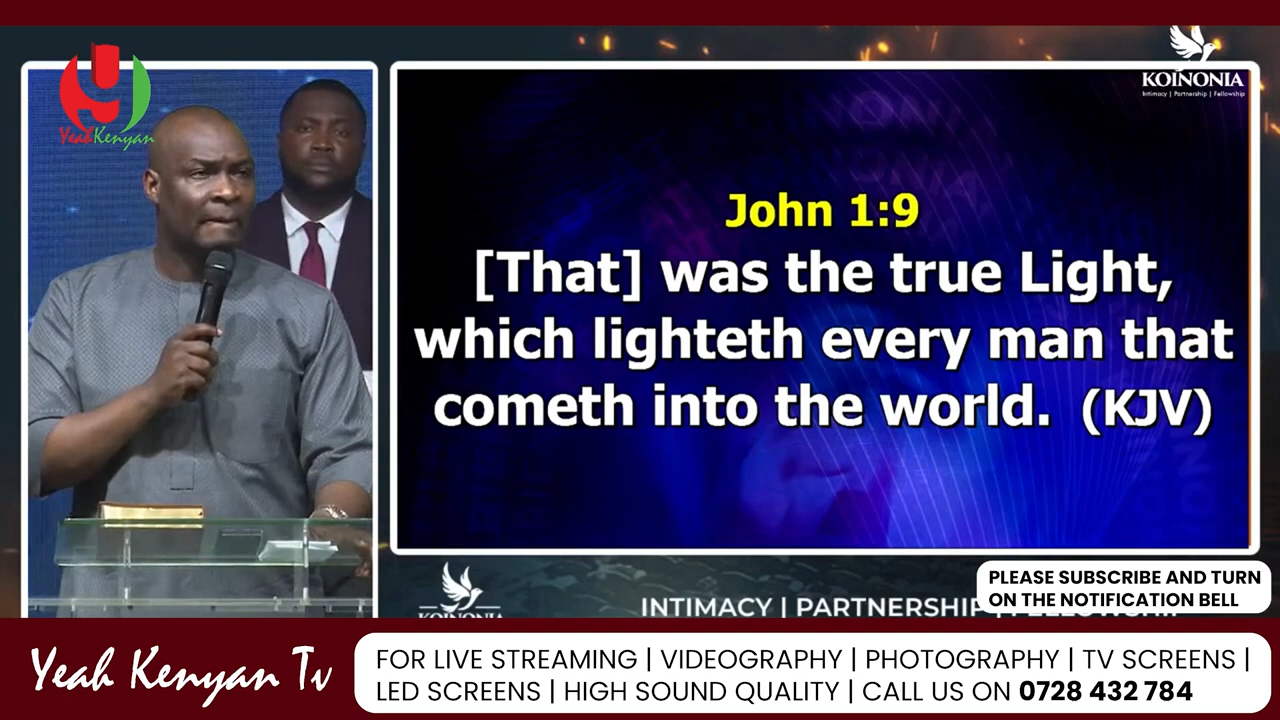 YeahKenyan
KOINONIA
Intimacy | Partnership | Fellowship
John 1:9
[That] was the true Light,
which lighteth every man that
cometh into the world. (KJV)
KOINONIA
INTIMACY | PARTNERSHIP
PLEASE SUBSCRIBE AND TURN
ON THE NOTIFICATION BELL
Yeah Kenyan Tv
FOR LIVE STREAMING | VIDEOGRAPHY | PHOTOGRAPHY | TV SCREENS |
LED SCREENS | HIGH SOUND QUALITY | CALL US ON 0728 432 784